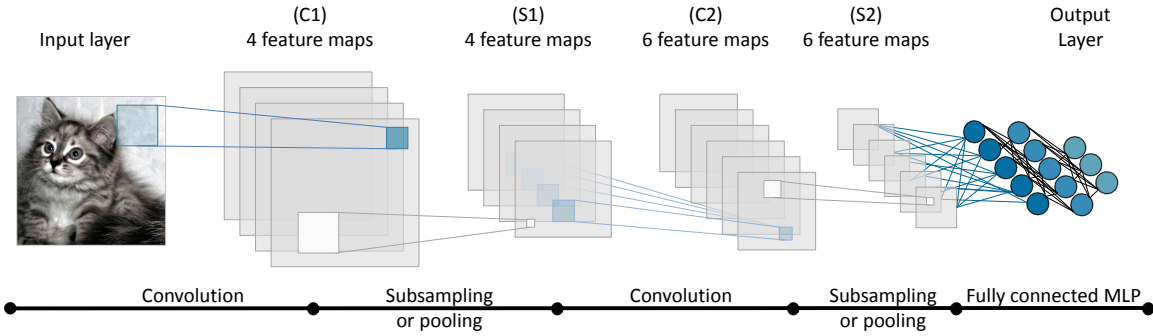 Input layer
(C1)
4 feature maps
(S1)
4 feature maps
(C2)
6 feature maps
(S2)
6 feature maps
Output
Layer
Convolution
Subsampling
or pooling
Convolution
Subsampling
or pooling
Fully connected MLP